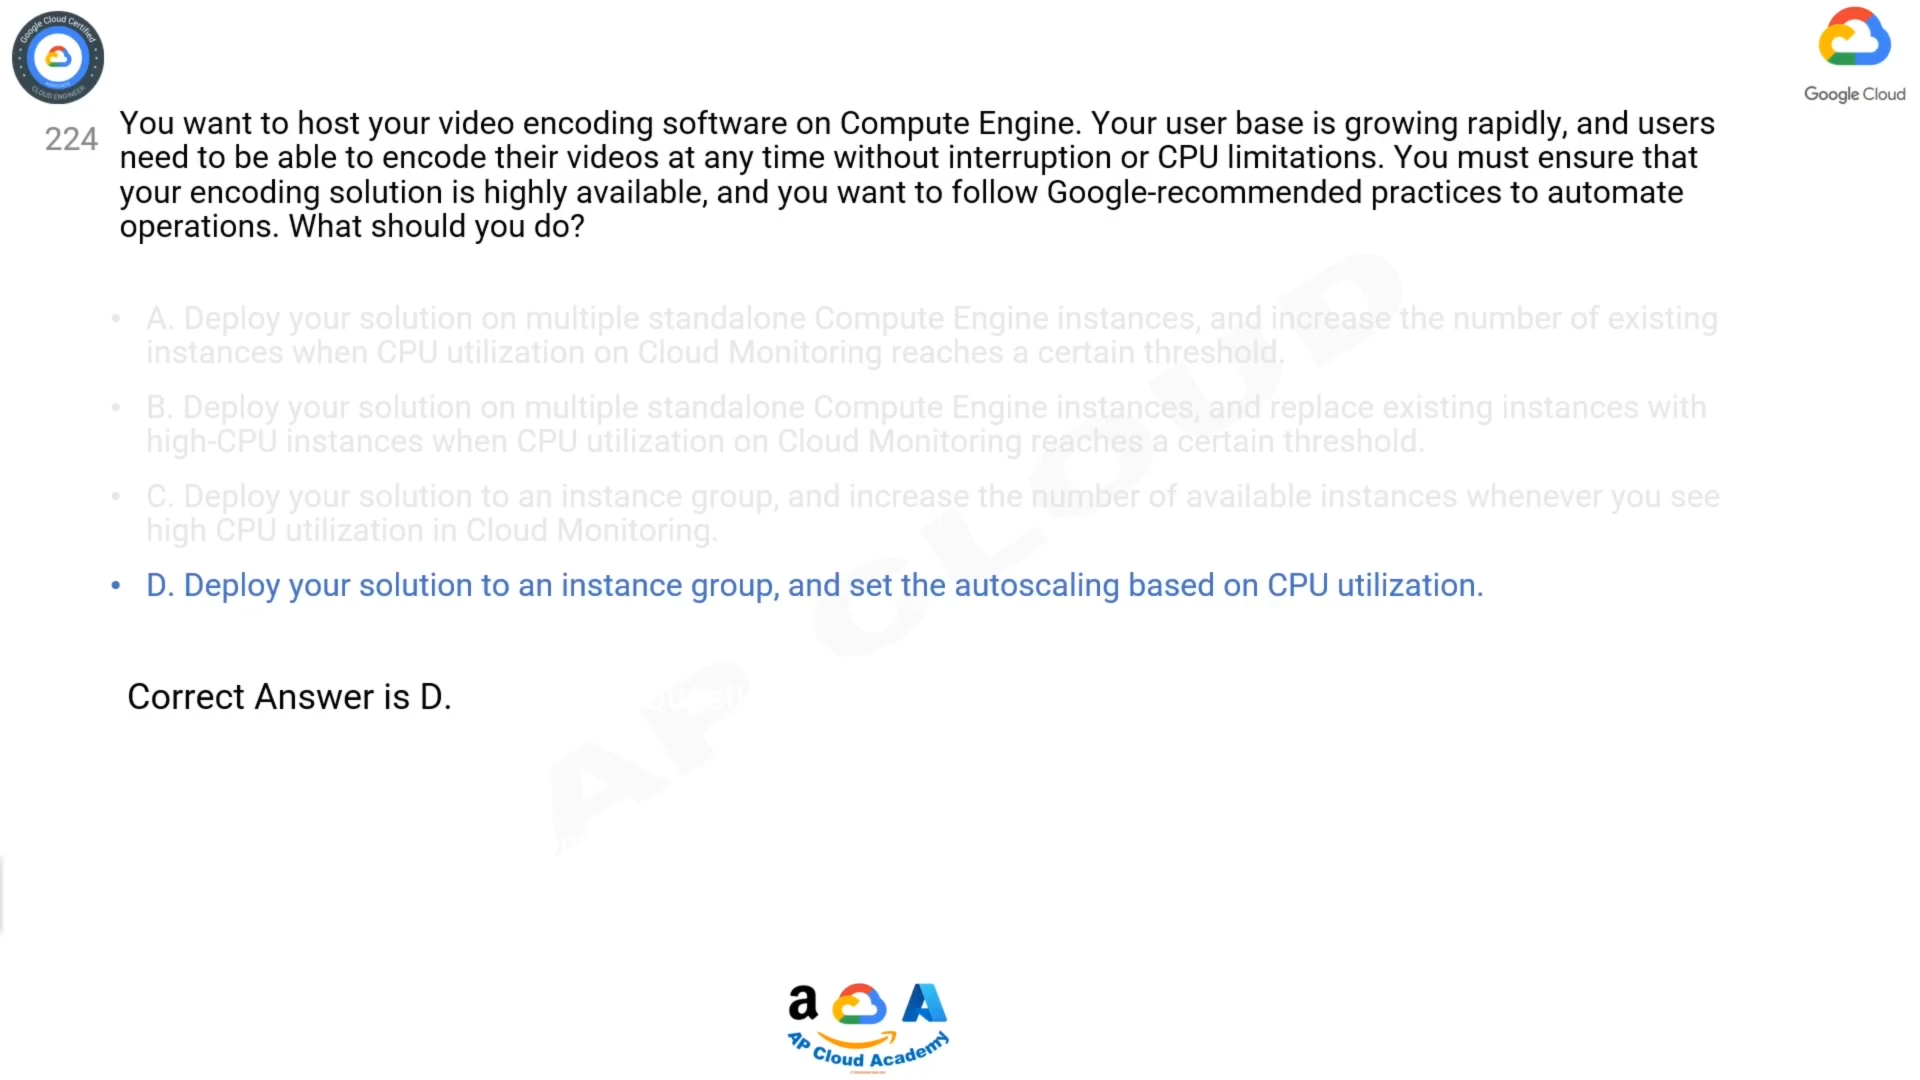 Google Cloud Certified
CLOUD ENGINEER
Google Cloud
224
You want to host your video encoding software on Compute Engine. Your user base is growing rapidly, and users
need to be able to encode their videos at any time without interruption or CPU limitations. You must ensure that
your encoding solution is highly available, and you want to follow Google-recommended practices to automate
operations. What should you do?
• A. Deploy your solution on multiple standalone Compute Engine instances, and increase the number of existing
instances when CPU utilization on Cloud Monitoring reaches a certain threshold.
• B. Deploy your solution on multiple standalone Compute Engine instances, and replace existing instances with
high-CPU instances when CPU utilization on Cloud Monitoring reaches a certain threshold.
• C. Deploy your solution to an instance group, and increase the number of available instances whenever you see
high CPU utilization in Cloud Monitoring.
• D. Deploy your solution to an instance group, and set the autoscaling based on CPU utilization.
Correct Answer is D.
AP CLOUD
a
AP Cloud Academy